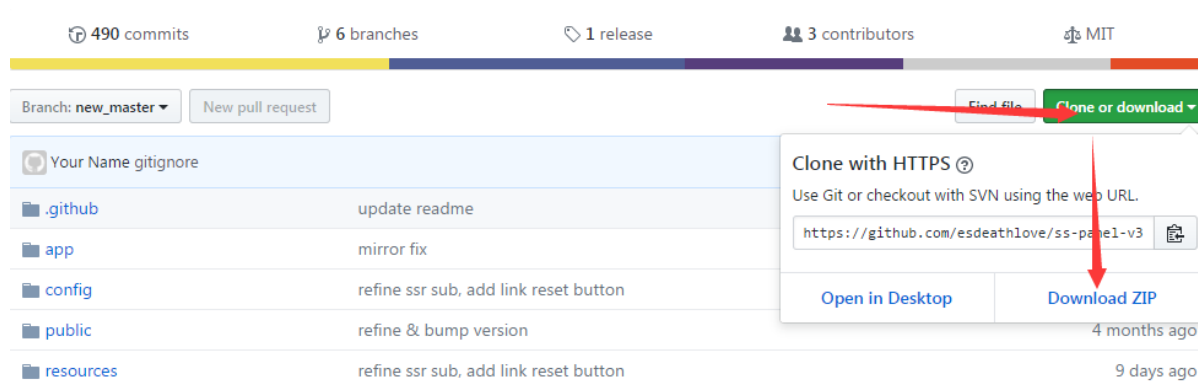 490 commits
6 branches
1 release
3 contributors
MIT
Branch: new_master
New pull request
Find file
Clone or download
Your Name gitignore
Clone with HTTPS
Use Git or checkout with SVN using the web URL.
https://github.com/esdeathlove/ss-panel-v3
Open in Desktop
Download ZIP
.github
update readme
app
mirror fix
config
refine ssr sub, add link reset button
public
refine & bump version
4 months ago
resources
refine ssr sub, add link reset button
9 days ago